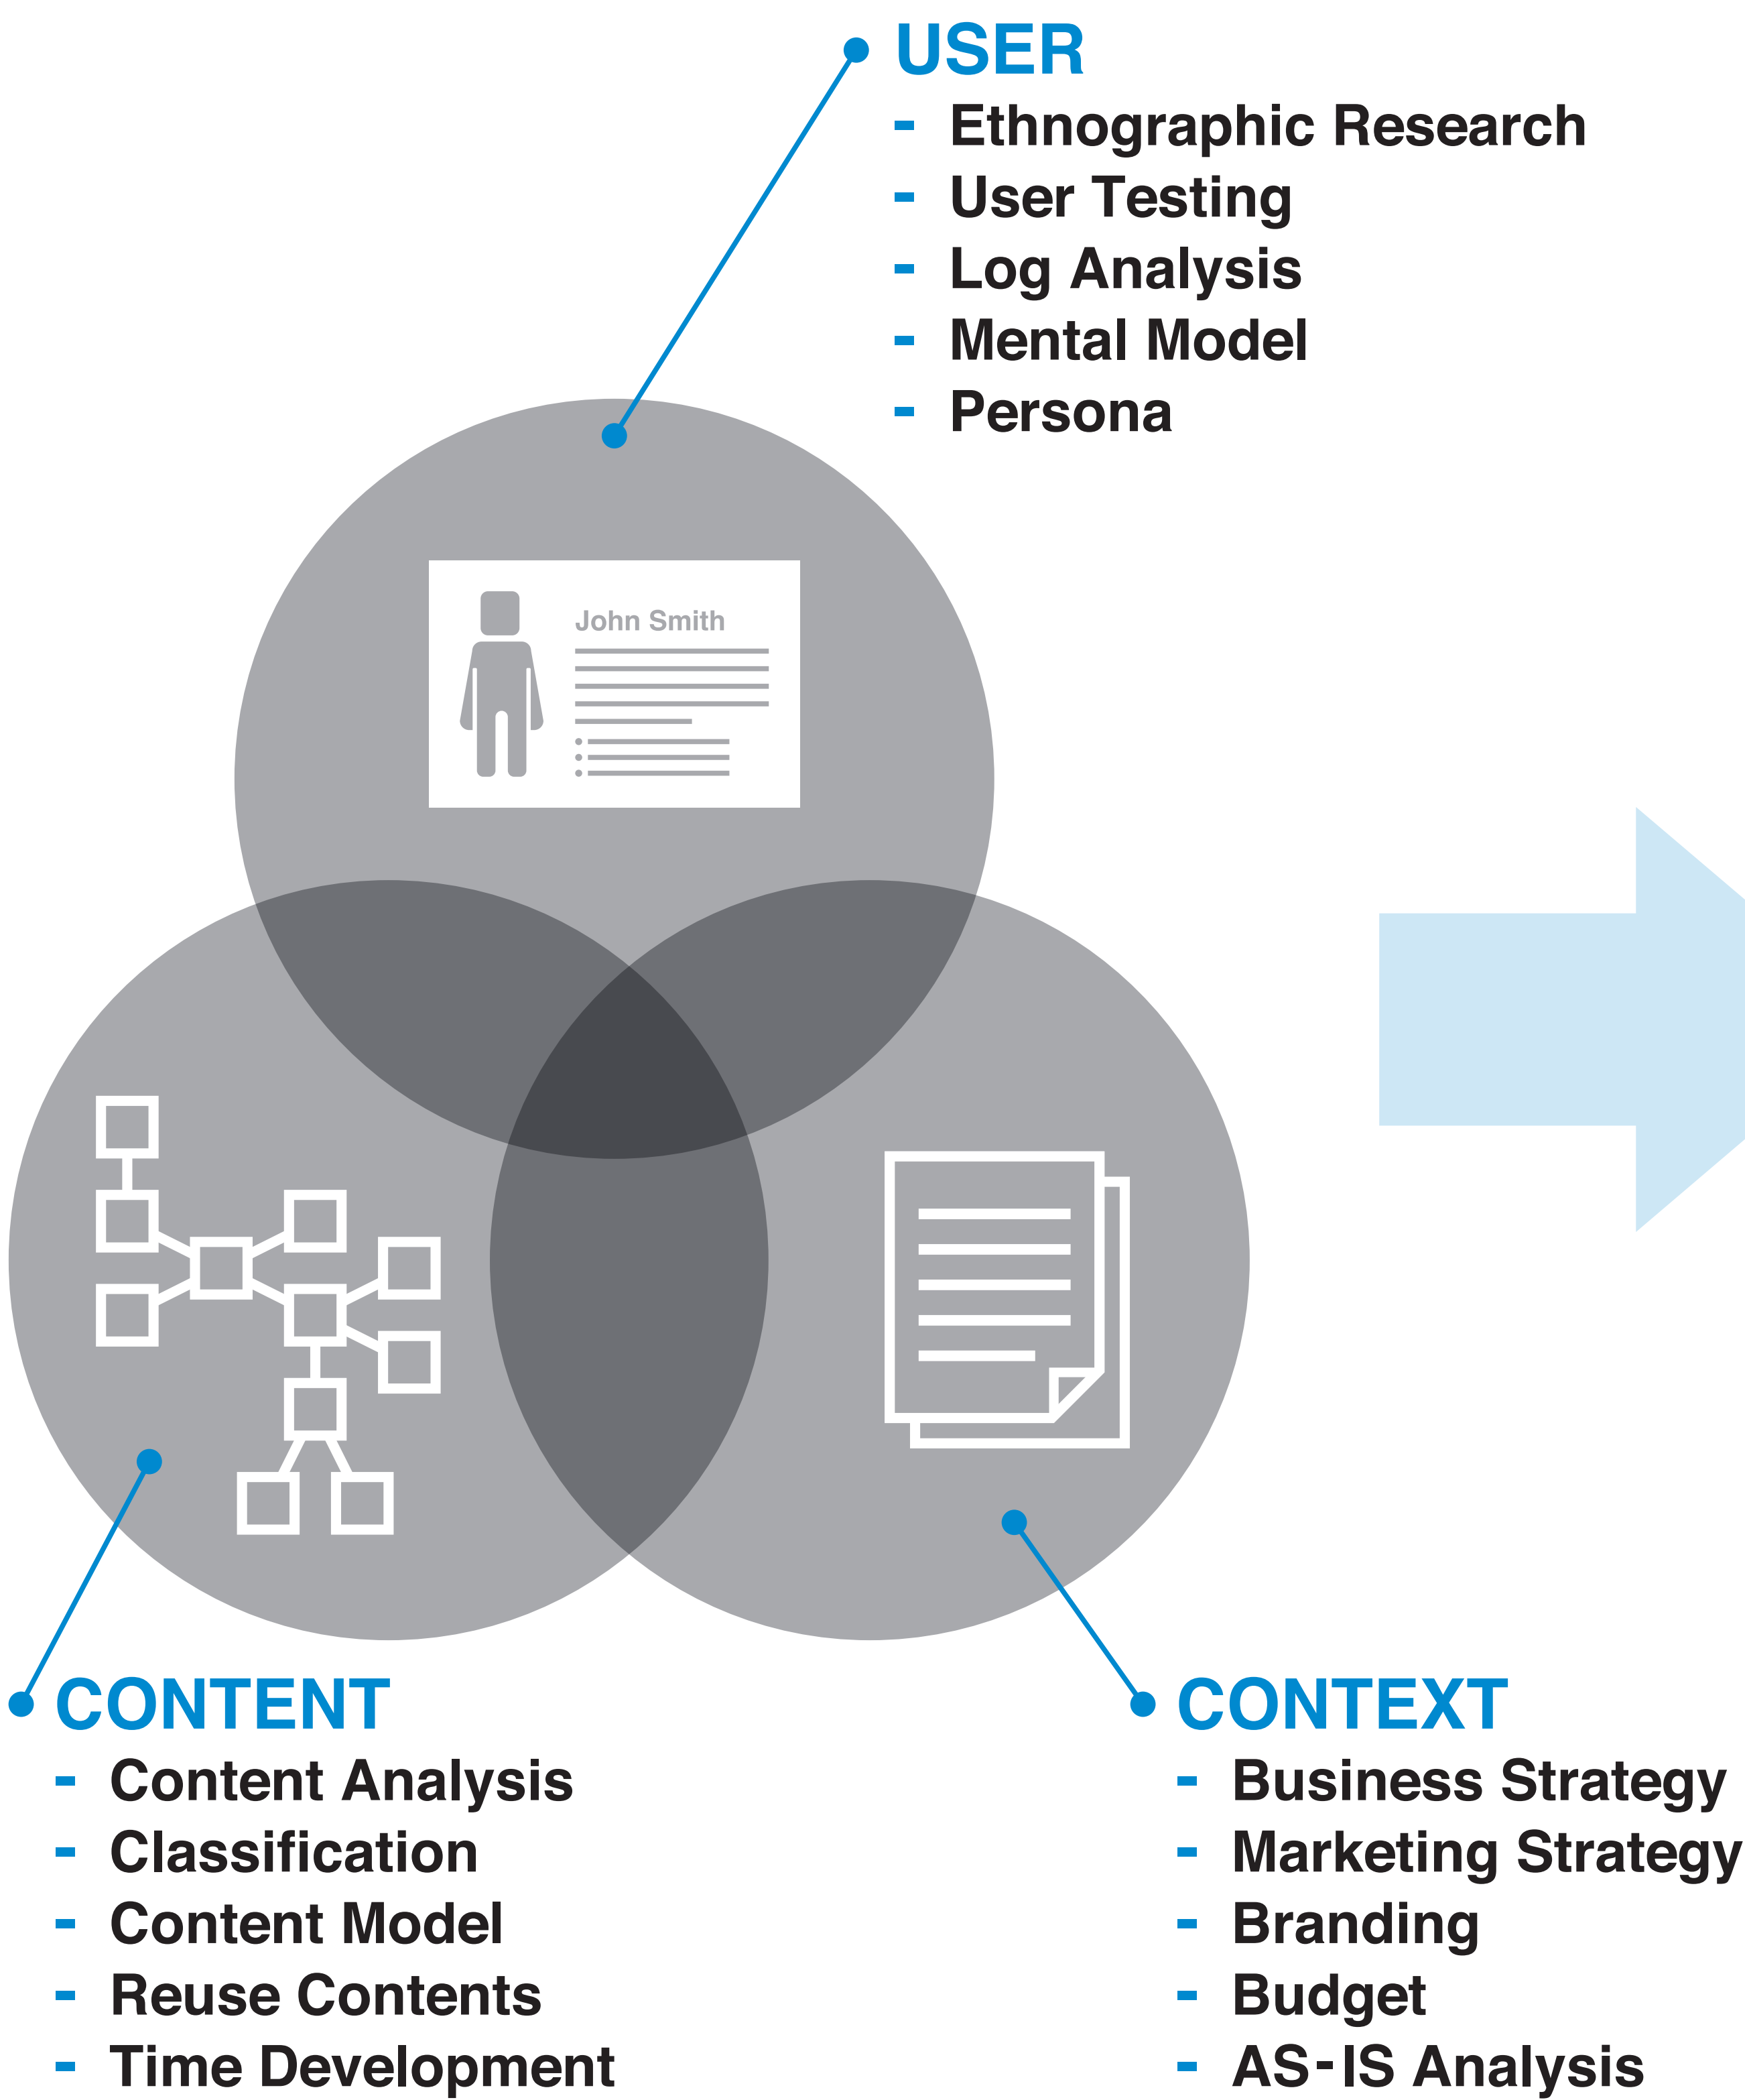 USER
- Ethnographic Research
- User Testing
- Log Analysis
- Mental Model
- Persona
John Smith
CONTENT
- Content Analysis
- Classification
- Content Model
- Reuse Contents
- Time Development
CONTEXT
- Business Strategy
- Marketing Strategy
- Branding
- Budget
- AS-IS Analysis